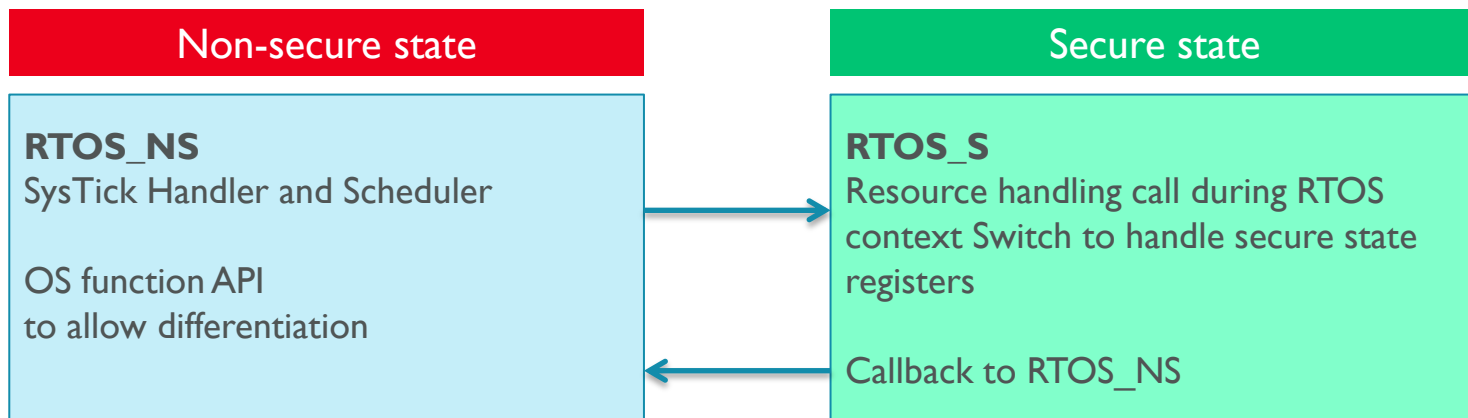 Non-secure state
Secure state
RTOS_NS
SysTick Handler and Scheduler
OS function API
to allow differentiation
RTOS_S
Resource handling call during RTOS
context Switch to handle secure state
registers
Callback to RTOS_NS